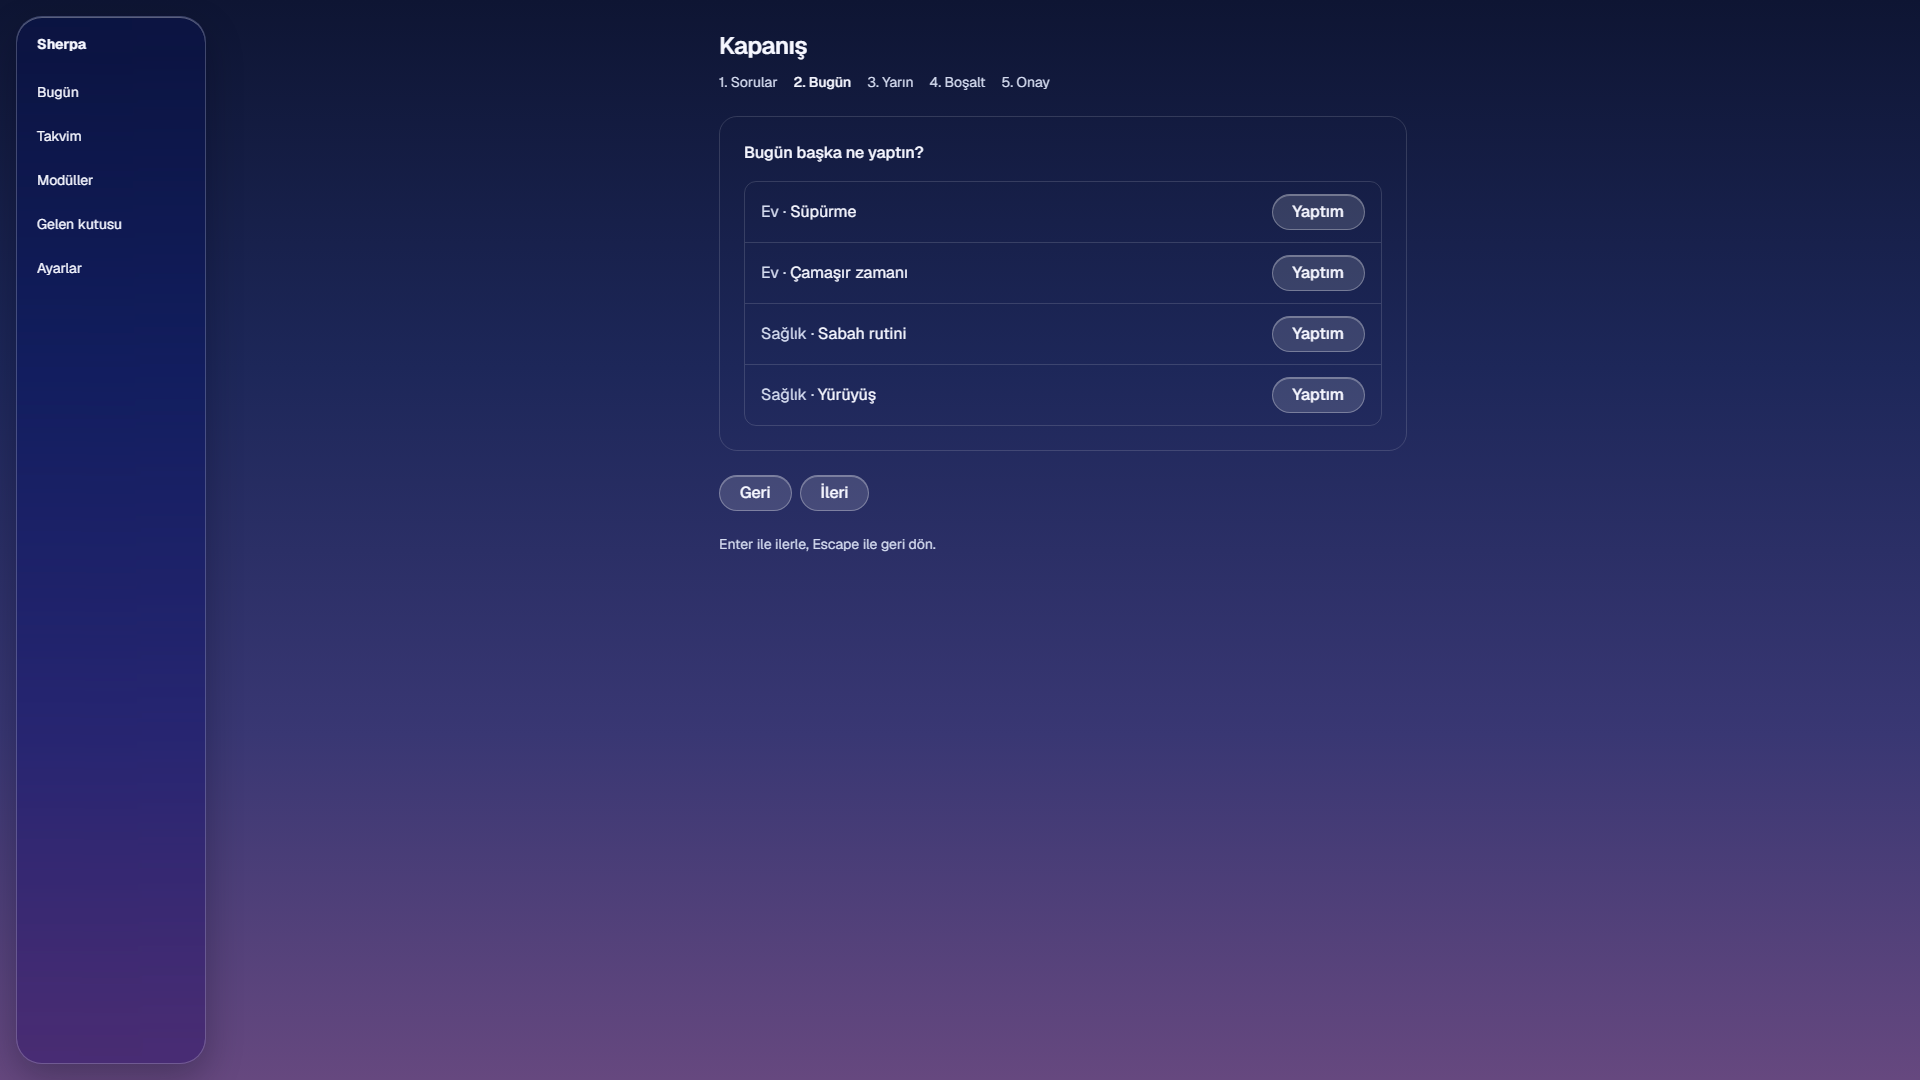 Sherpa
Bugün
Takvim
Modüller
Gelen kutusu
Ayarlar
Kapanış
1. Sorular 2. Bugün 3. Yarın 4. Boşalt 5. Onay
Bugün başka ne yaptın?
Ev · Süpürme Yaptım
Ev · Çamaşır zamanı Yaptım
Sağlık · Sabah rutini Yaptım
Sağlık · Yürüyüş Yaptım
Geri İleri
Enter ile ilerle, Escape ile geri dön.